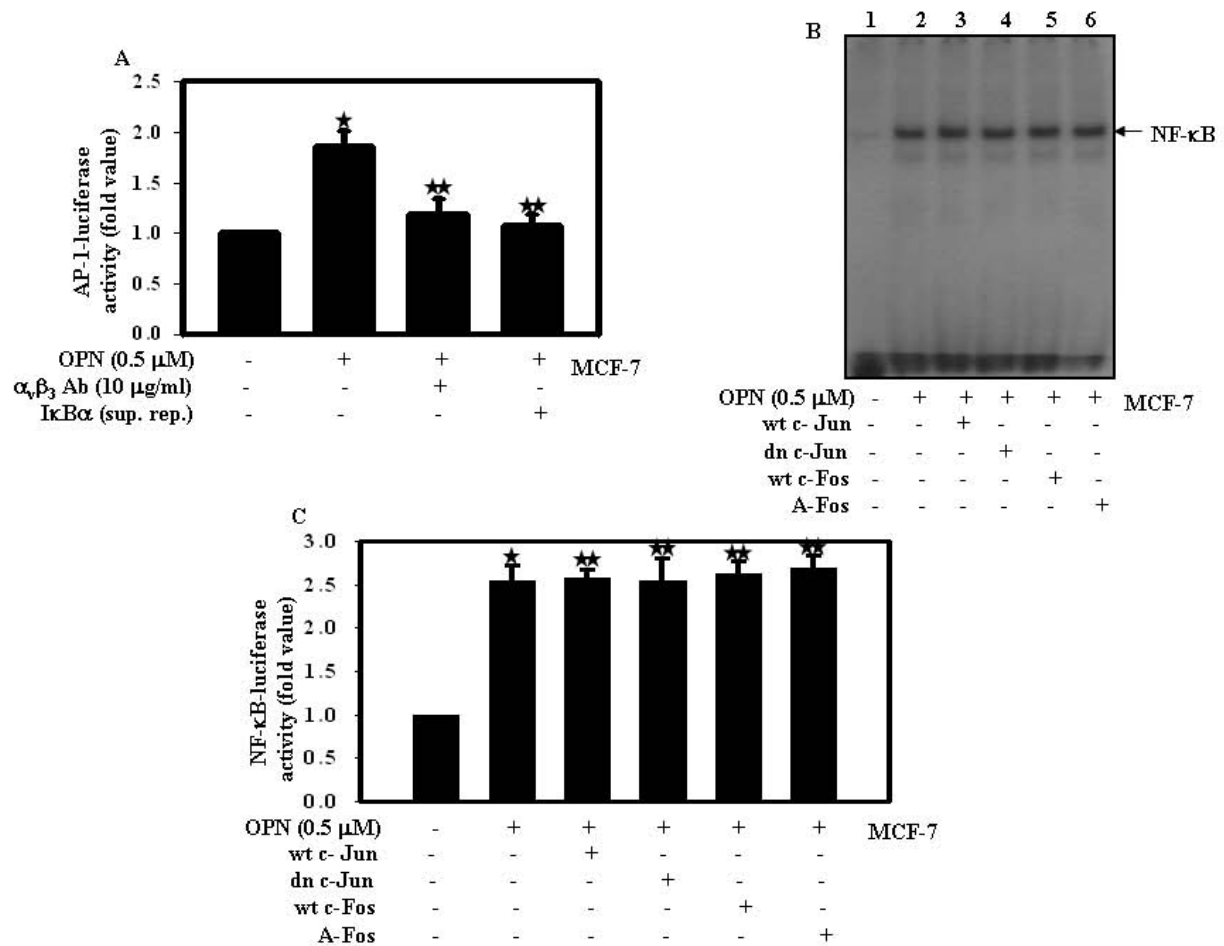 A
AP-1-luciferase
activity (fold value)
2.5
2.0
1.5
1.0
0.5
0.0
★ ★★ ★★
OPN (0.5 μM) - + + +
αvβ3 Ab (10 μg/ml) - - + -
IκBα (sup. rep.) - - - +
MCF-7
B
1 2 3 4 5 6
NF-κB
OPN (0.5 μM) - + + + + +
wt c- Jun - - + - - -
dn c-Jun - - - + - -
wt c-Fos - - - - + -
A-Fos - - - - - +
MCF-7
C
NF-κB-luciferase
activity (fold value)
3.0
2.5
2.0
1.5
1.0
0.5
0.0
★ ★★ ★★ ★★ ★★
OPN (0.5 μM) - + + + + +
wt c- Jun - - + - - -
dn c-Jun - - - + - -
wt c-Fos - - - - + -
A-Fos - - - - - +
MCF-7